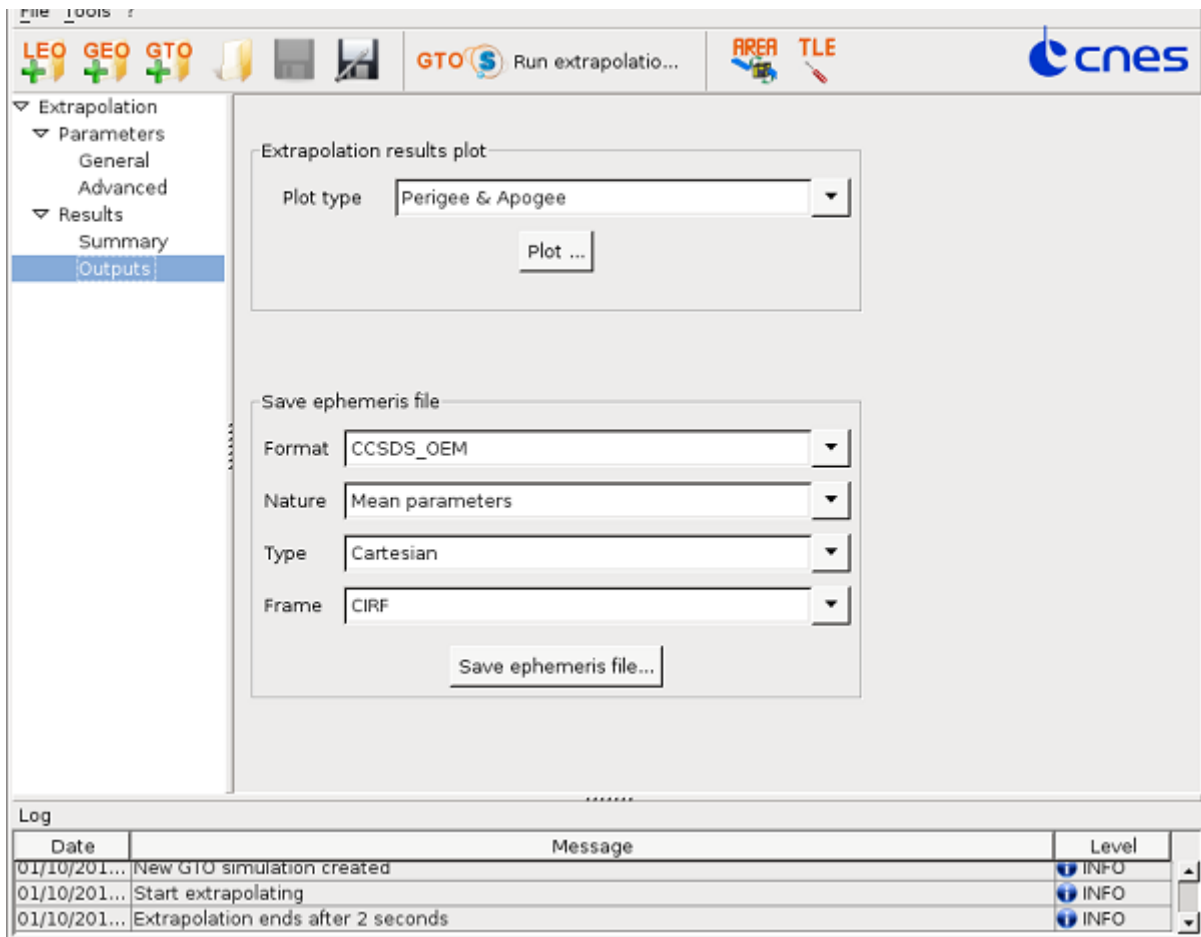 File Tools ?
LEO GEO GTO GTO S Run extrapolatio... AREA TLE cnes
Extrapolation
Parameters
General
Advanced
Results
Summary
Outputs
Extrapolation results plot
Plot type Perigee & Apogee
Plot ...
Save ephemeris file
Format CCSDS_OEM
Nature Mean parameters
Type Cartesian
Frame CIRF
Save ephemeris file...
Log
Date Message Level
01/10/201... New GTO simulation created INFO
01/10/201... Start extrapolating INFO
01/10/201... Extrapolation ends after 2 seconds INFO